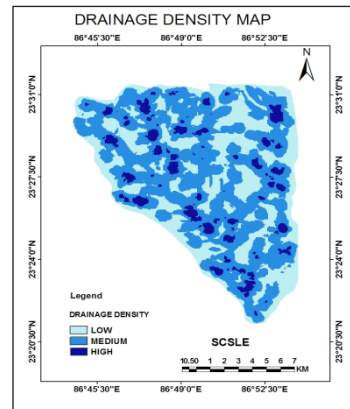 DRAINAGE DENSITY MAP
86°45'30"E 86°49'0"E 86°52'30"E
N
23°31'0"N 23°31'0"N
23°27'30"N 23°27'30"N
23°24'0"N 23°24'0"N
23°20'30"N 23°20'30"N
Legend
DRAINAGE DENSITY
LOW
MEDIUM
HIGH
SCSLE
10.50 1 2 3 4 5 6 7
KM
86°45'30"E 86°49'0"E 86°52'30"E